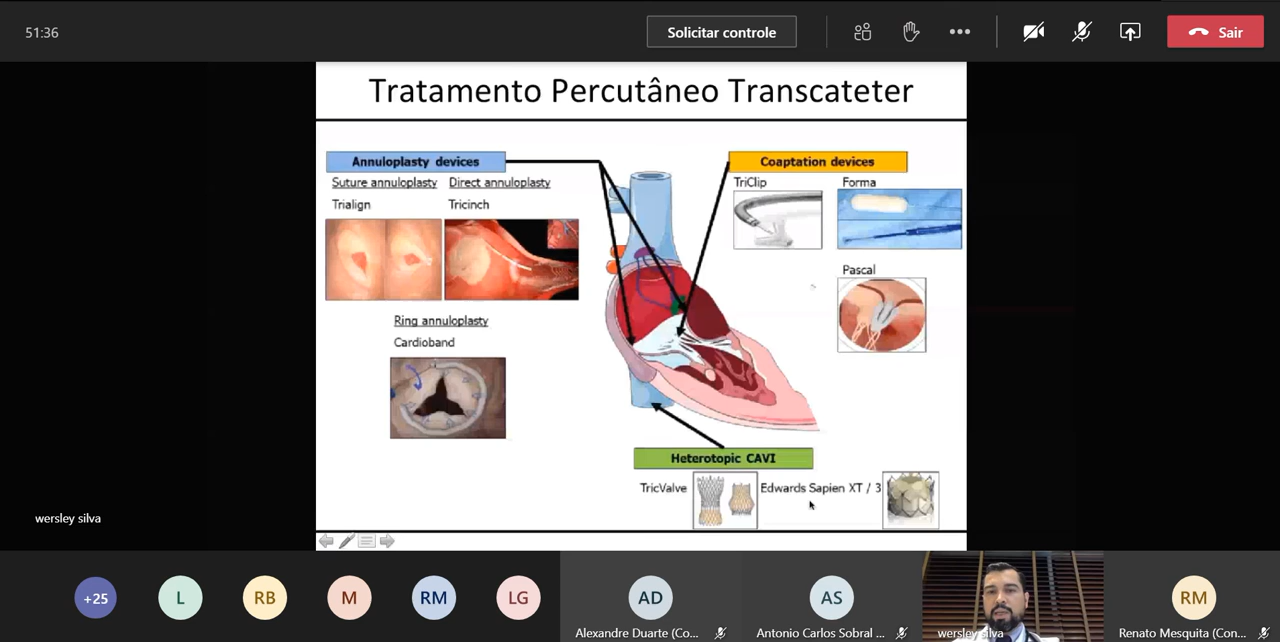 51:36
Solicitar controle
Sair
Tratamento Percutâneo Transcateter
Annuloplasty devices
Coaptation devices
Suture annuloplasty
Direct annuloplasty
Trialign
Tricinch
TriClip
Forma
Pascal
Ring annuloplasty
Cardioband
Heterotopic CAVI
TricValve
Edwards Sapien XT / 3
wersley silva
+25
L
RB
M
RM
LG
AD
AS
RM
Alexandre Duarte (Co...
Antonio Carlos Sobral ...
wersley silva
Renato Mesquita (Con...